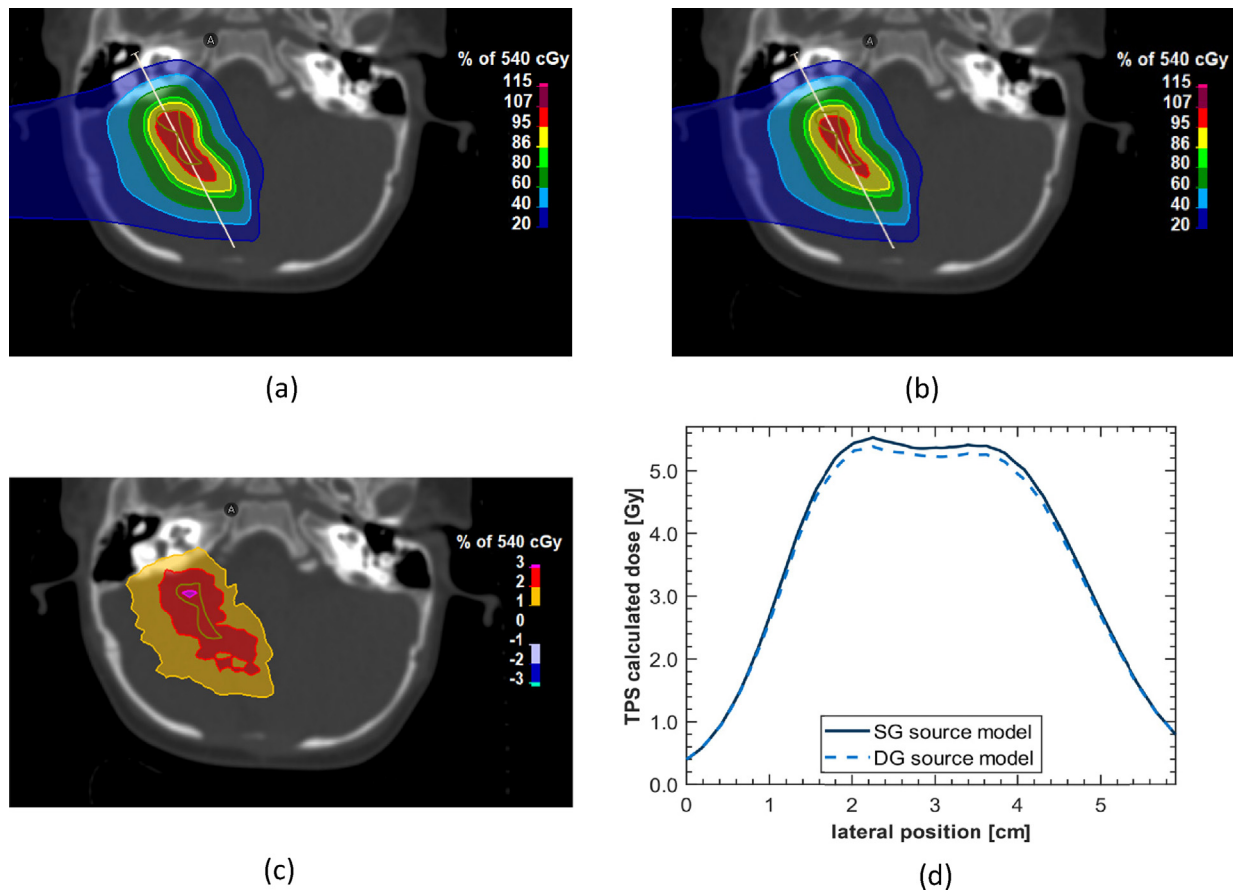 A
% of 540 cGy
115
107
95
86
80
60
40
20
(a)
A
% of 540 cGy
115
107
95
86
80
60
40
20
(b)
A
% of 540 cGy
3
2
1
0
-1
-2
-3
(c)
TPS calculated dose [Gy]
5.0
4.0
3.0
2.0
1.0
0.0
SG source model
DG source model
0 1 2 3 4 5
lateral position [cm]
(d)